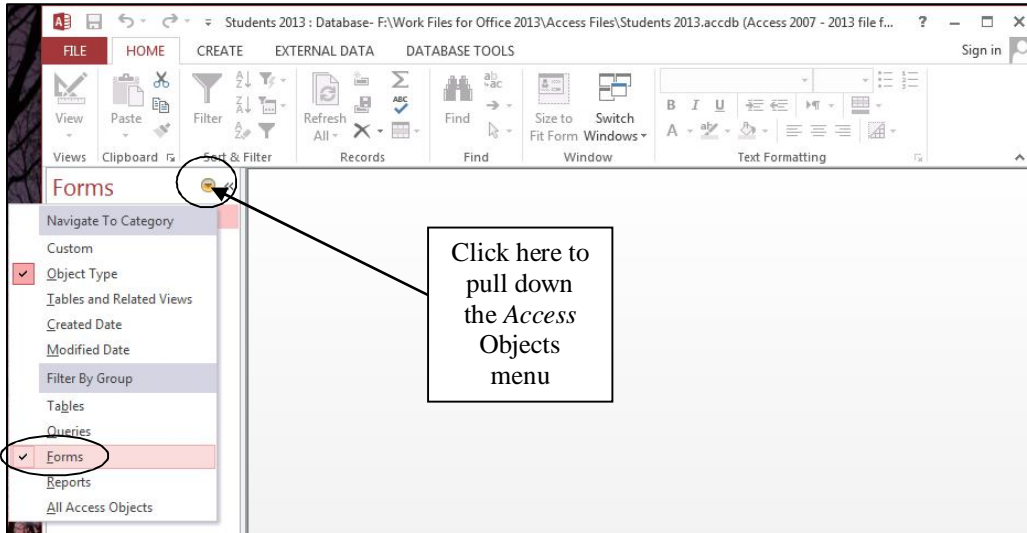 Students 2013 : Database- F:\Work Files for Office 2013\Access Files\Students 2013.accdb (Access 2007 - 2013 file f...
FILE HOME CREATE EXTERNAL DATA DATABASE TOOLS Sign in
View Paste Filter Refresh All Find Size to Fit Form Switch Windows
ABC
ab
ac
B I U
A
Views Clipboard Sort & Filter Records Find Window Text Formatting
Forms
Navigate To Category
Custom
Object Type
Tables and Related Views
Created Date
Modified Date
Filter By Group
Tables
Queries
Forms
Reports
All Access Objects
Click here to
pull down
the Access
Objects
menu